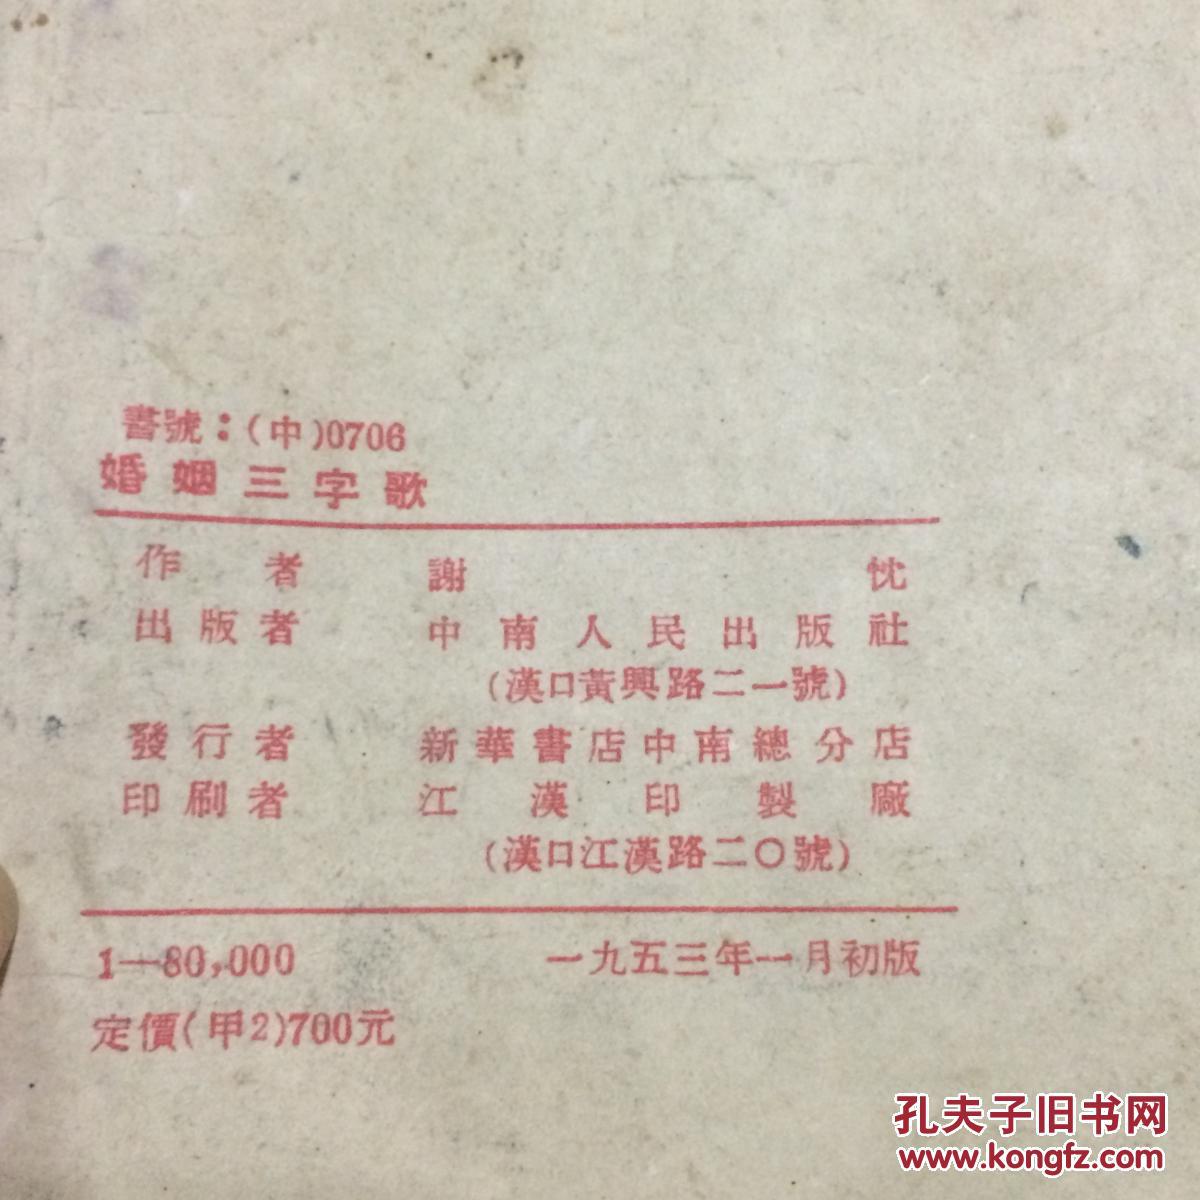 書號：(中)0706
婚姻三字歌
作者 謝忱
出版者 中南人民出版社
(漢口黃興路二一號)
發行者 新華書店中南總分店
印刷者 江漢印製廠
(漢口江漢路二〇號)
1—80,000 一九五三年一月初版
定價(甲2)700元
孔夫子旧书网
www.kongfz.com